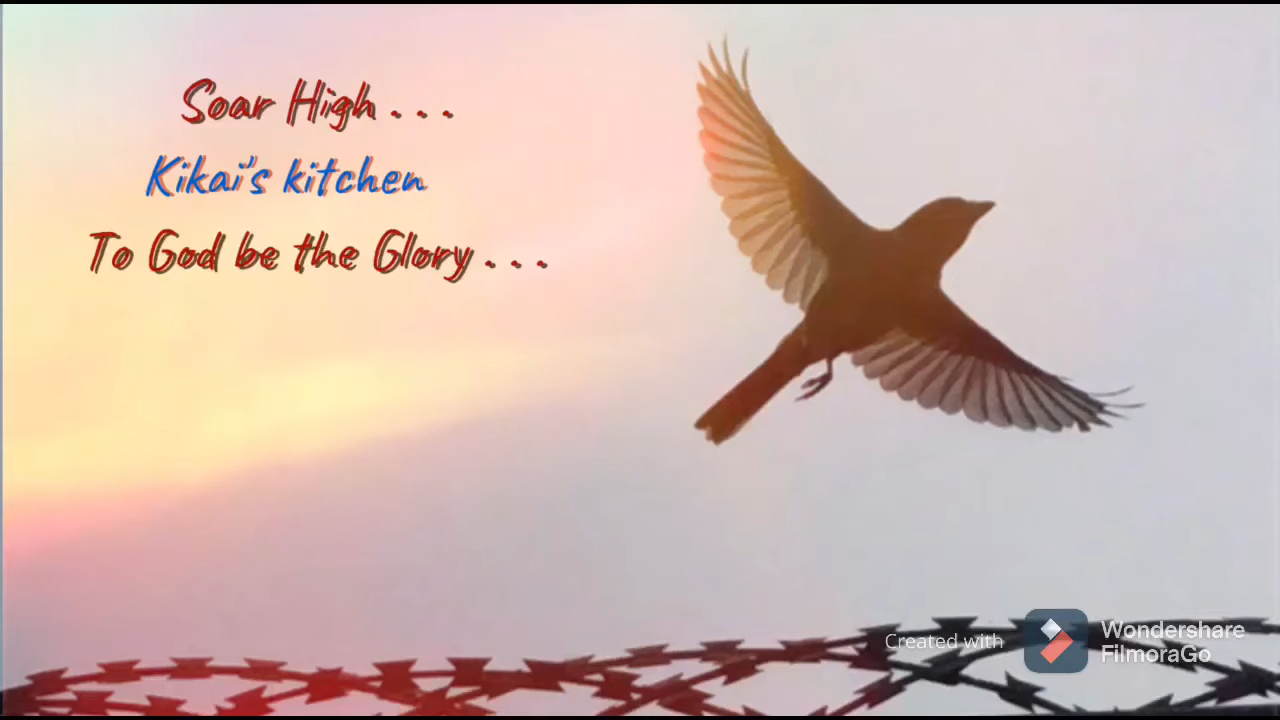 Soar High . . .
Kikai's kitchen
To God be the Glory . . .
Created with
Wondershare
FilmoraGo